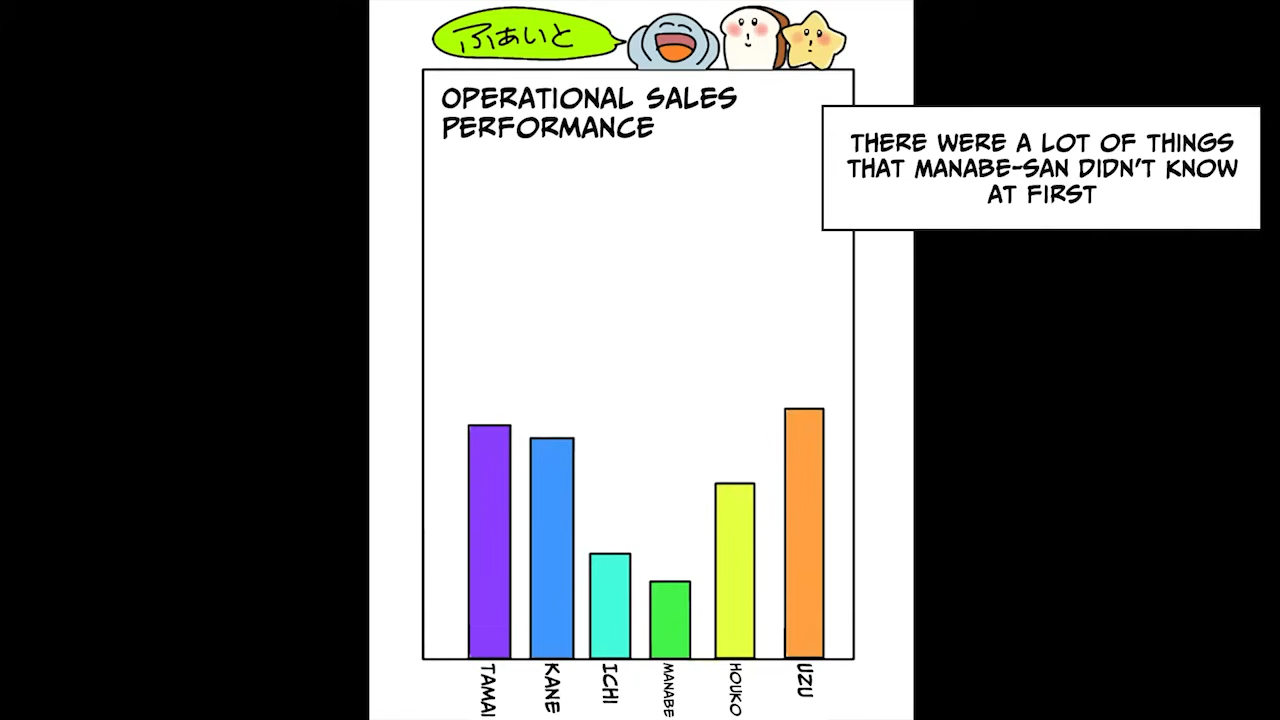 ふぁいと
OPERATIONAL SALES
PERFORMANCE
THERE WERE A LOT OF THINGS
THAT MANABE-SAN DIDN'T KNOW
AT FIRST
TAMAI
KANE
ICHI
MANABE
HOUKO
UZU